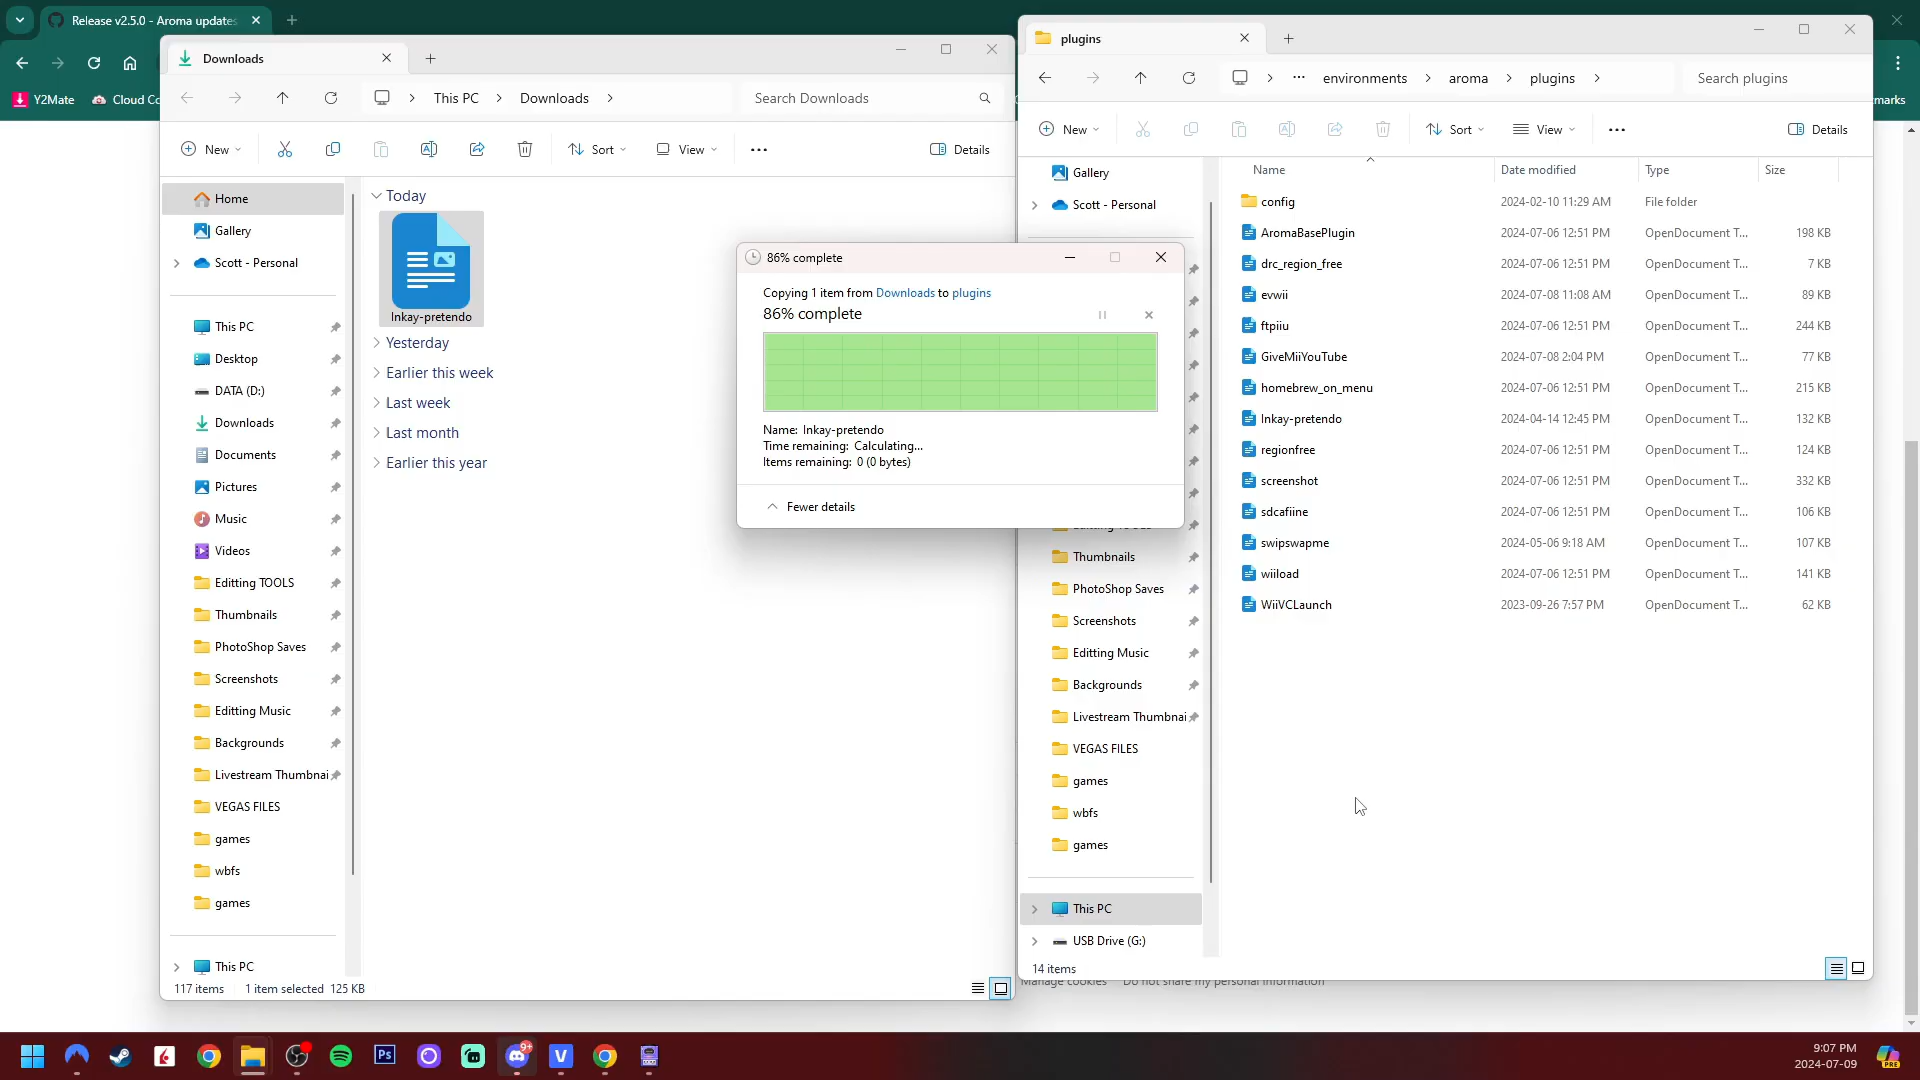 Release v2.5.0 - Aroma updates
Y2Mate
Cloud Co
marks
Downloads
This PC
Downloads
Search Downloads
New
Sort
View
Details
Home
Gallery
Scott - Personal
This PC
Desktop
DATA (D:)
Downloads
Documents
Pictures
Music
Videos
Editting TOOLS
Thumbnails
PhotoShop Saves
Screenshots
Editting Music
Backgrounds
Livestream Thumbnai
VEGAS FILES
games
wbfs
games
This PC
117 items
1 item selected 125 KB
Today
Inkay-pretendo
Yesterday
Earlier this week
Last week
Last month
Earlier this year
86% complete
Copying 1 item from Downloads to plugins
86% complete
Name: Inkay-pretendo
Time remaining: Calculating...
Items remaining: 0 (0 bytes)
Fewer details
plugins
environments
aroma
plugins
Search plugins
New
Sort
View
Details
Gallery
Scott - Personal
Thumbnails
PhotoShop Saves
Screenshots
Editting Music
Backgrounds
Livestream Thumbnai
VEGAS FILES
games
wbfs
games
This PC
USB Drive (G:)
14 items
Name Date modified Type Size
config 2024-02-10 11:29 AM File folder
AromaBasePlugin 2024-07-06 12:51 PM OpenDocument T... 198 KB
drc_region_free 2024-07-06 12:51 PM OpenDocument T... 7 KB
evwii 2024-07-08 11:08 AM OpenDocument T... 89 KB
ftpiiu 2024-07-06 12:51 PM OpenDocument T... 244 KB
GiveMiiYouTube 2024-07-08 2:04 PM OpenDocument T... 77 KB
homebrew_on_menu 2024-07-06 12:51 PM OpenDocument T... 215 KB
Inkay-pretendo 2024-04-14 12:45 PM OpenDocument T... 132 KB
regionfree 2024-07-06 12:51 PM OpenDocument T... 124 KB
screenshot 2024-07-06 12:51 PM OpenDocument T... 332 KB
sdcafiine 2024-07-06 12:51 PM OpenDocument T... 106 KB
swipswapme 2024-05-06 9:18 AM OpenDocument T... 107 KB
wiiload 2024-07-06 12:51 PM OpenDocument T... 141 KB
WiiVCLaunch 2023-09-26 7:57 PM OpenDocument T... 62 KB
Manage cookies Do not share my personal information
Ps
9+
V
9:07 PM
2024-07-09
PRE